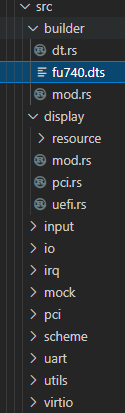 src
builder
dt.rs
fu740.dts
mod.rs
display
resource
mod.rs
pci.rs
uefi.rs
input
io
irq
mock
pci
scheme
uart
utils
virtio